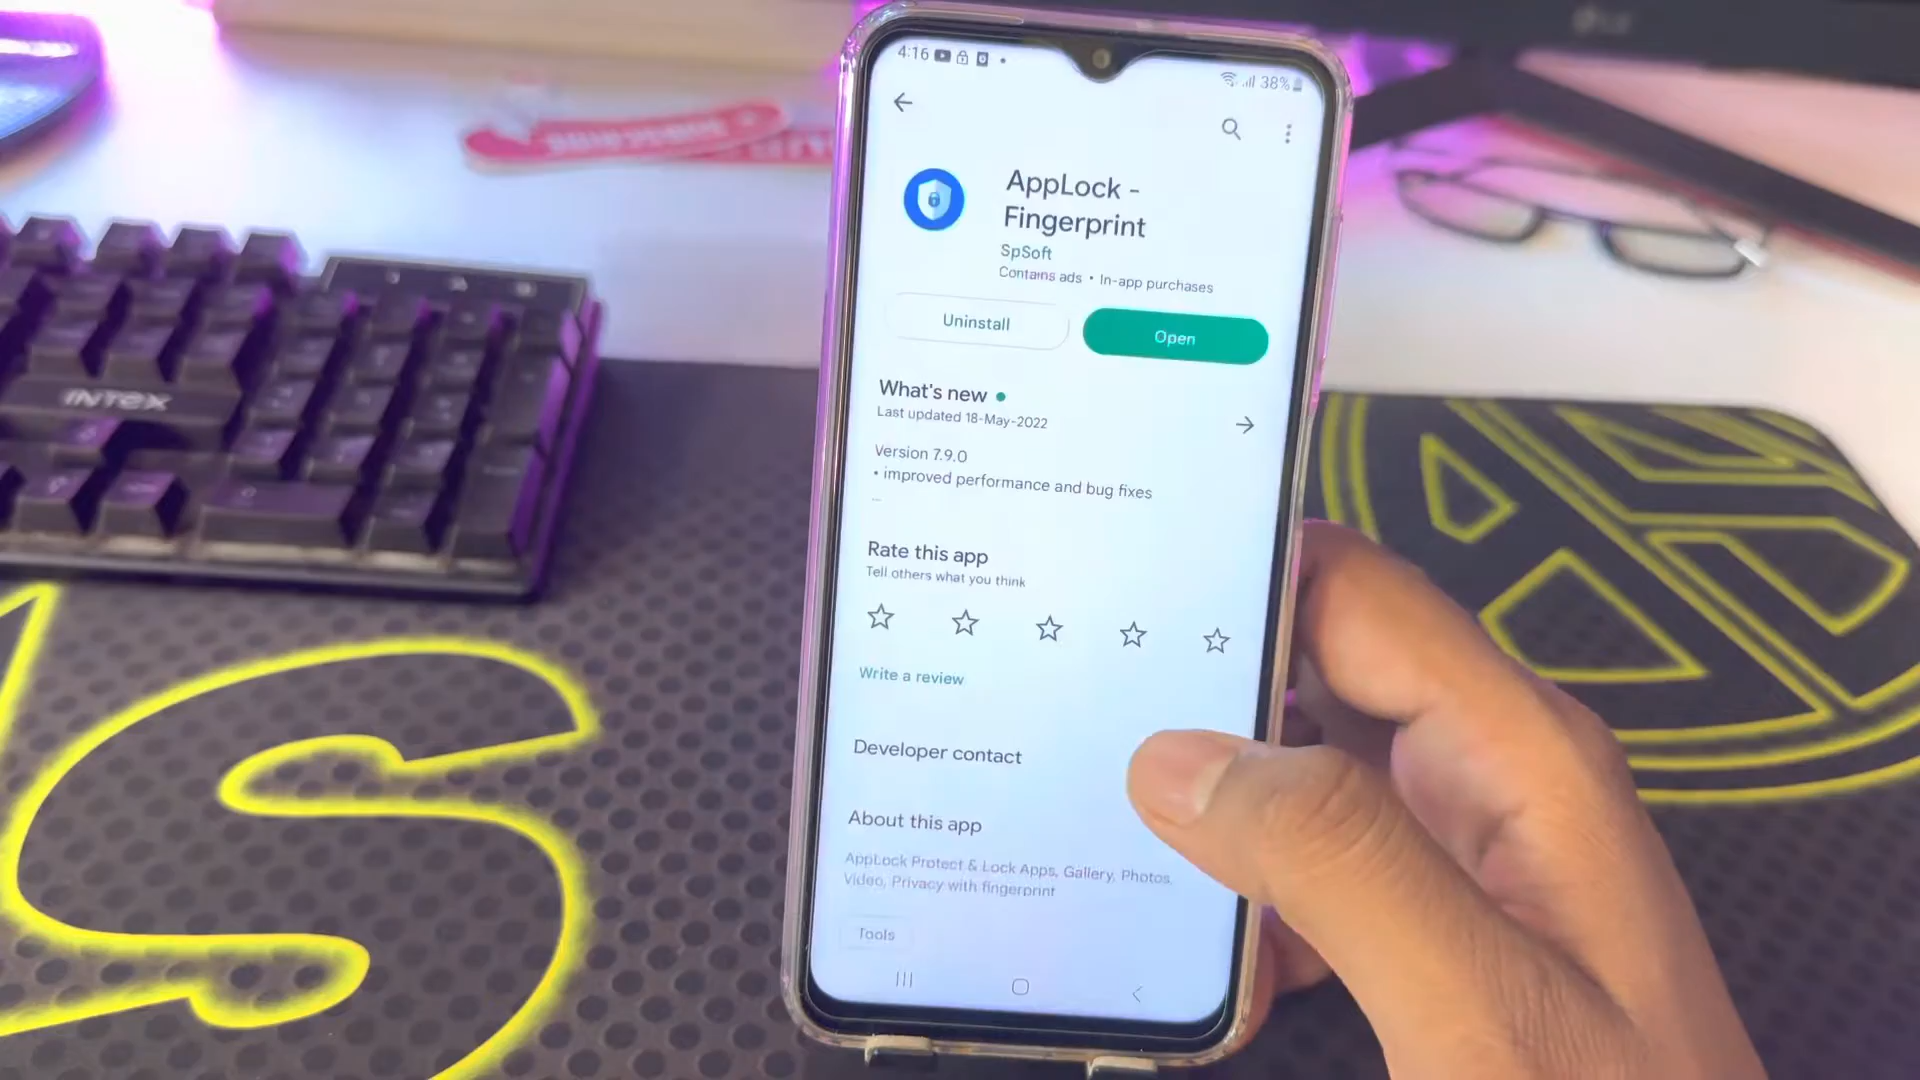 LG
4:16
38%
AppLock -
Fingerprint
SpSoft
Contains ads • In-app purchases
Uninstall
Open
What's new
Last updated 18-May-2022
Version 7.9.0
• improved performance and bug fixes
...
Rate this app
Tell others what you think
Write a review
Developer contact
About this app
AppLock Protect & Lock Apps, Gallery, Photos,
Video, Privacy with fingerprint
Tools
INTEX
S